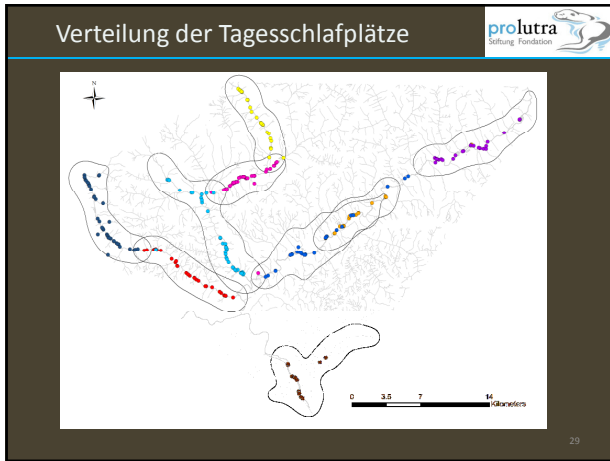 Verteilung der Tagesschlafplätze
prolutra
Stiftung Fondation
N
0 3.5 7 14
Kilometers
29